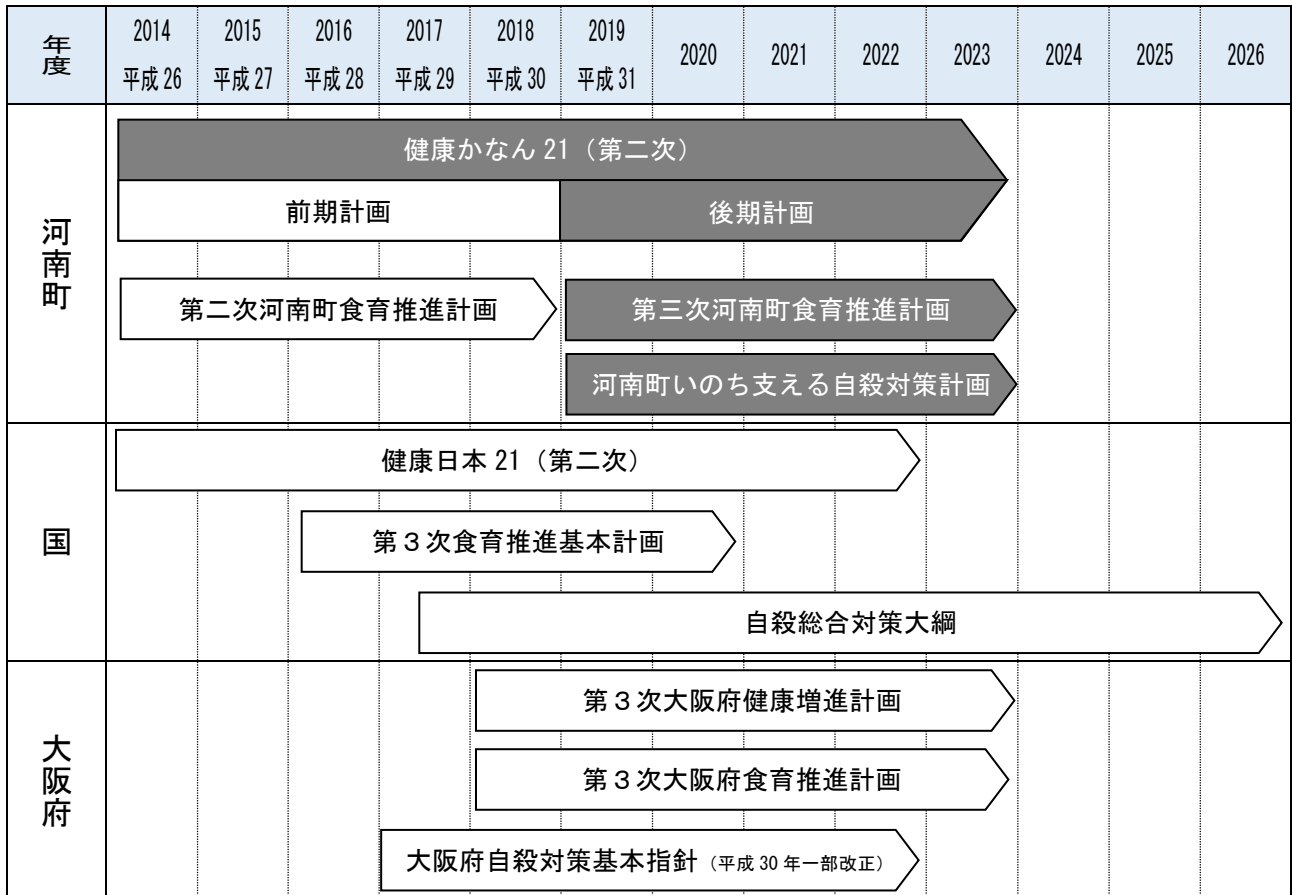 年度
2014 2015 2016 2017 2018 2019 2020 2021 2022 2023 2024 2025 2026
平成 26 平成 27 平成 28 平成 29 平成 30 平成 31
河南町
健康かなん 21（第二次）
前期計画 後期計画
第二次河南町食育推進計画 第三次河南町食育推進計画
河南町いのち支える自殺対策計画
国
健康日本 21（第二次）
第３次食育推進基本計画
自殺総合対策大綱
大阪府
第３次大阪府健康増進計画
第３次大阪府食育推進計画
大阪府自殺対策基本指針（平成 30 年一部改正）